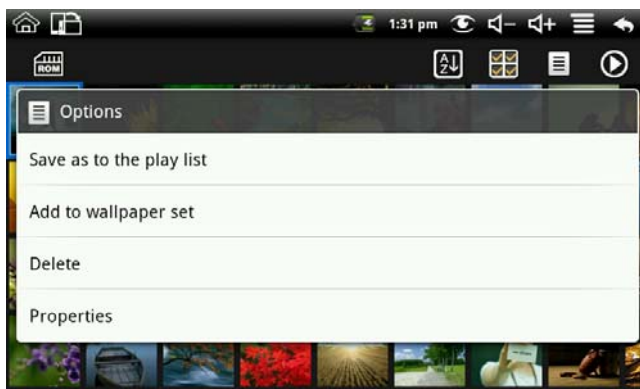 1:31 pm
ROM
A
Z
Options
Save as to the play list
Add to wallpaper set
Delete
Properties